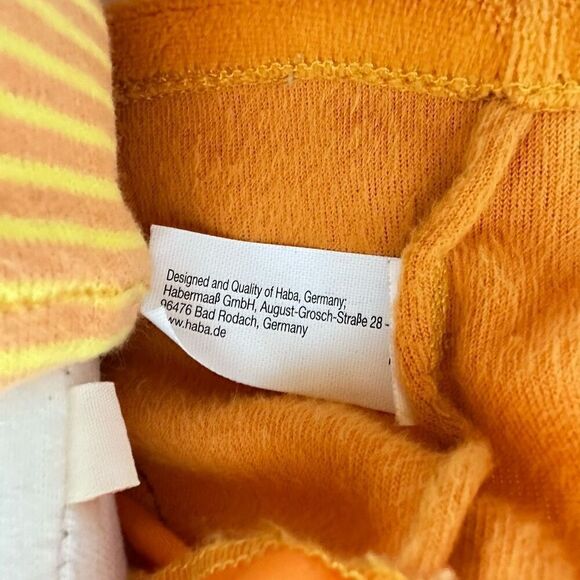 Designed and Quality of Haba, Germany;
Habermaaß GmbH, August-Grosch-Straße 28 -
96476 Bad Rodach, Germany
www.haba.de